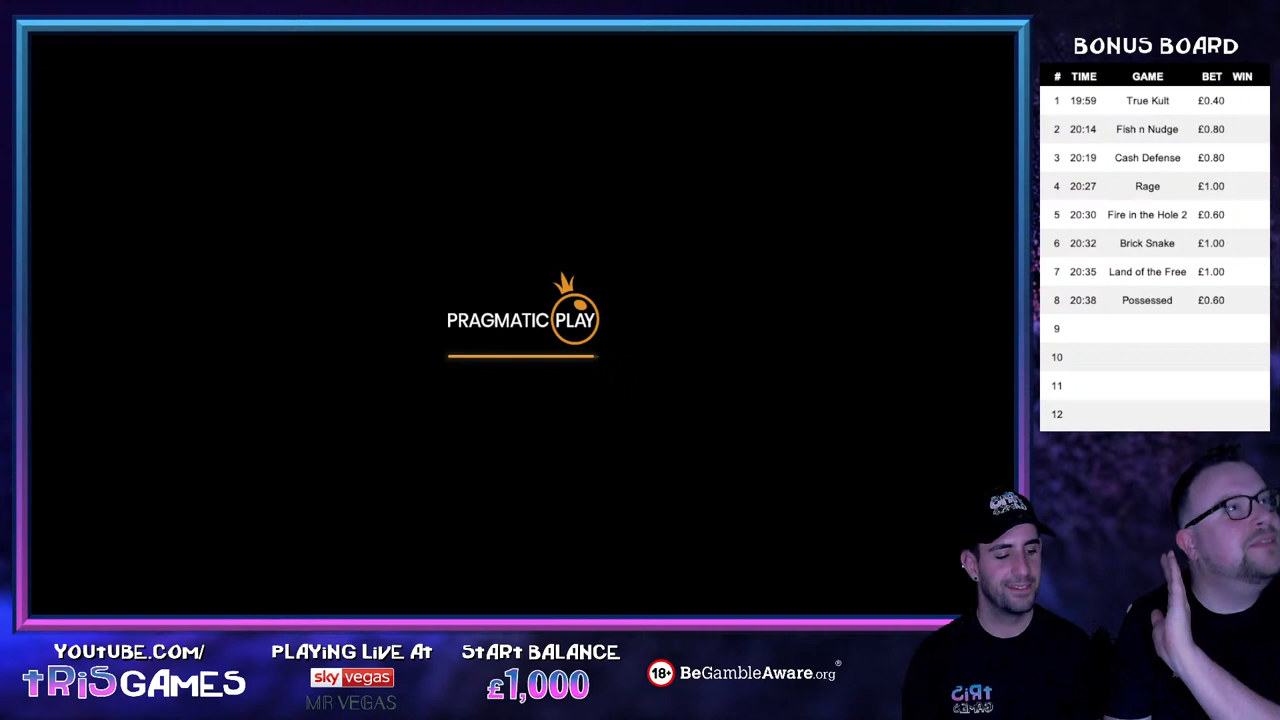 BONUS BOARD
# TIME GAME BET WIN
1 19:59 True Kult £0.40
2 20:14 Fish n Nudge £0.80
3 20:19 Cash Defense £0.80
4 20:27 Rage £1.00
5 20:30 Fire in the Hole 2 £0.60
6 20:32 Brick Snake £1.00
7 20:35 Land of the Free £1.00
8 20:38 Possessed £0.60
9
10
11
12
PRAGMATIC PLAY
YOUTUBE.COM/
TRiSGAMES
PLAYING LIVE AT
sky vegas
MR VEGAS
START BALANCE
£1,000
18+ BeGambleAware.org®
TRiS
GAMES